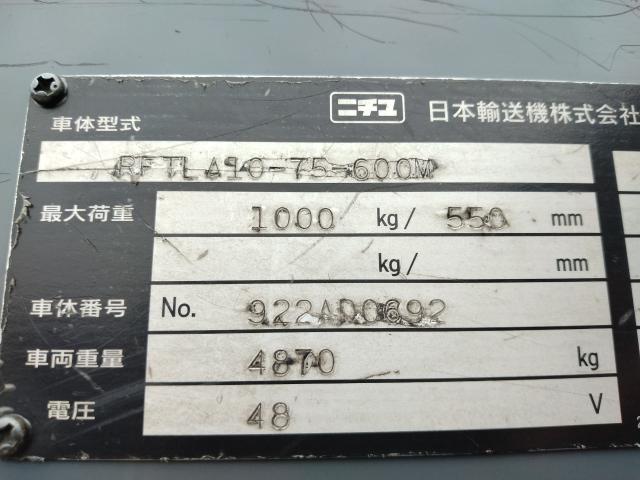 ニチユ 日本輸送機株式会社
車体型式
RFTLA10-75-600M
最大荷重 1000 kg/ 550 mm
kg/ mm
車体番号 No. 922AD0692
車両重量 4870 kg
電圧 48 V